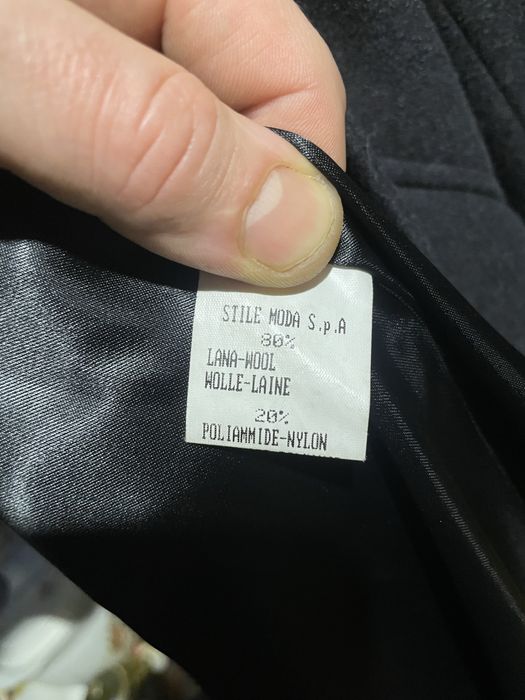 STILE MODA S.p.A
80%
LANA-WOOL
WOLLE-LAINE
20%
POLIAMMIDE-NYLON